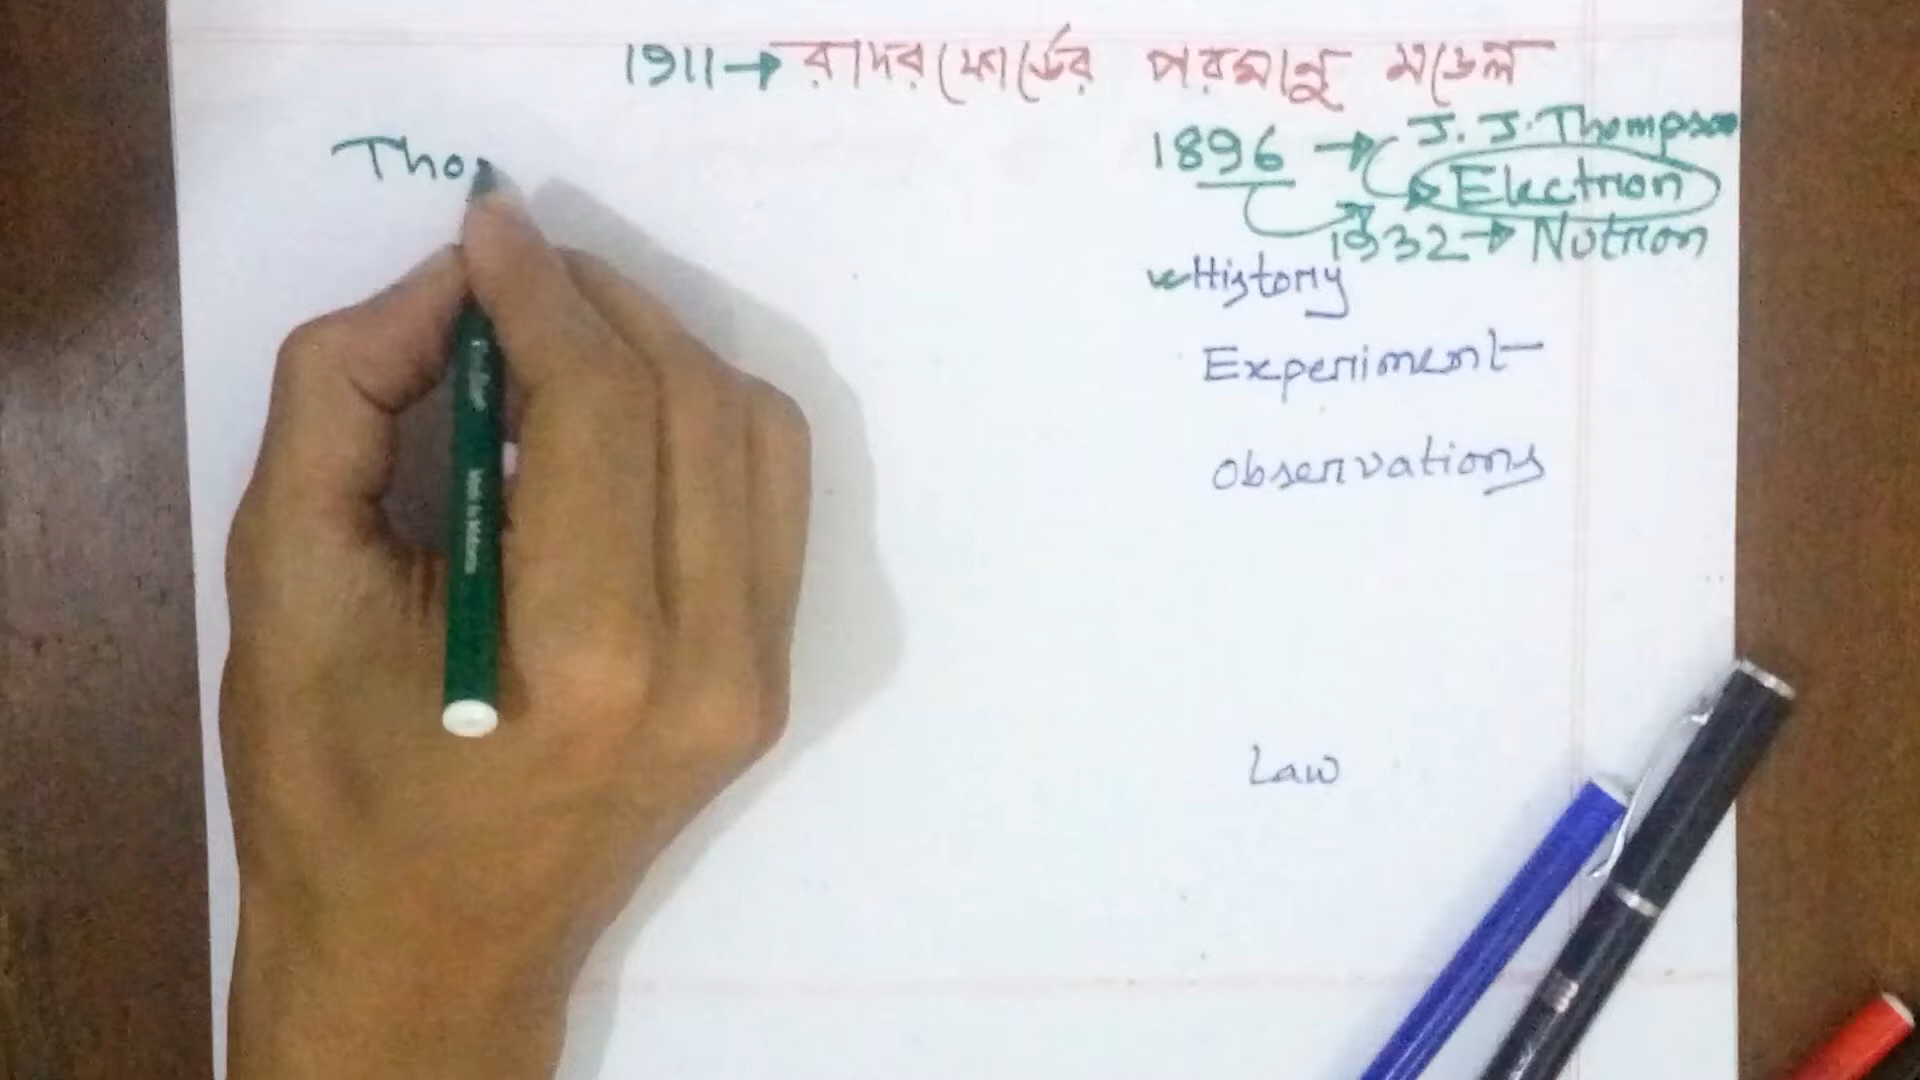 1911→ রাদারফোর্ডের পরমানু মডেল
1896 → J. J. Thompson
Electron
1932 → Nutron
Tho
History
Experiment
Observations
Law